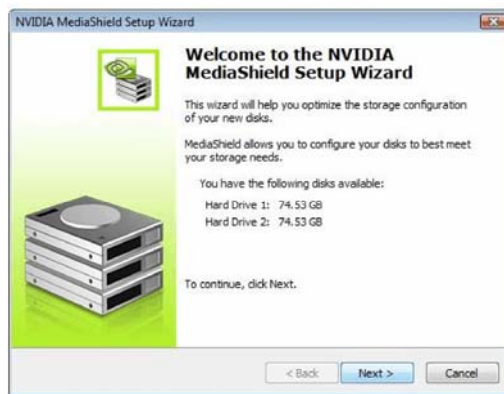 NVIDIA MediaShield Setup Wizard
Welcome to the NVIDIA
MediaShield Setup Wizard
This wizard will help you optimize the storage configuration
of your new disks.
MediaShield allows you to configure your disks to best meet
your storage needs.
You have the following disks available:
Hard Drive 1: 74.53 GB
Hard Drive 2: 74.53 GB
To continue, click Next.
< Back
Next >
Cancel